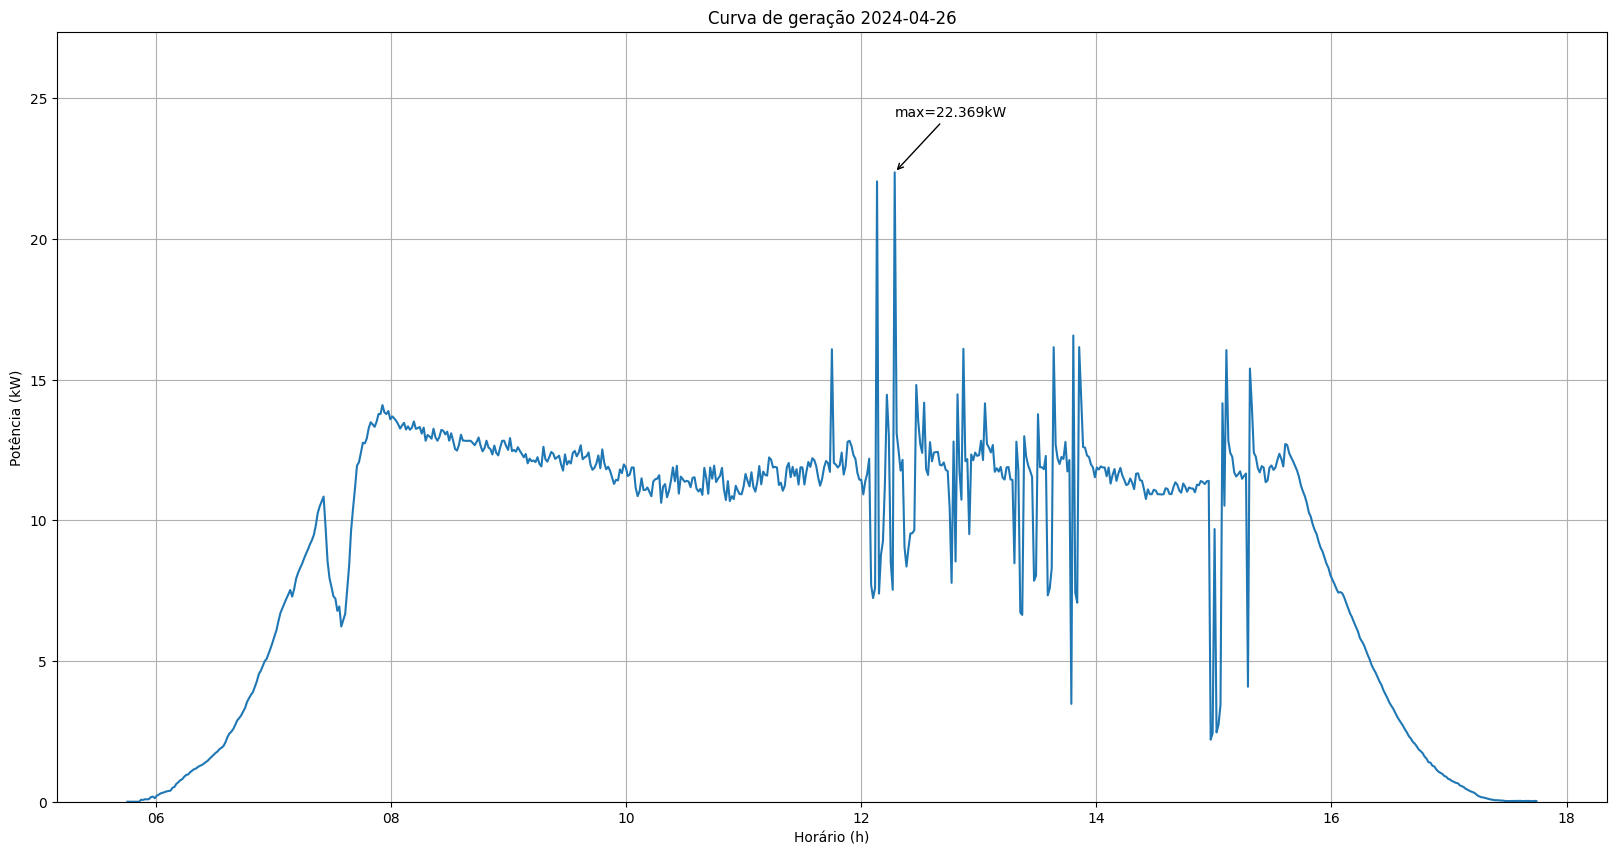 Curva de geração 2024-04-26
25
20
15
10
5
0
max=22.369kW
Potência (kW)
06 08 10 12 14 16 18
Horário (h)